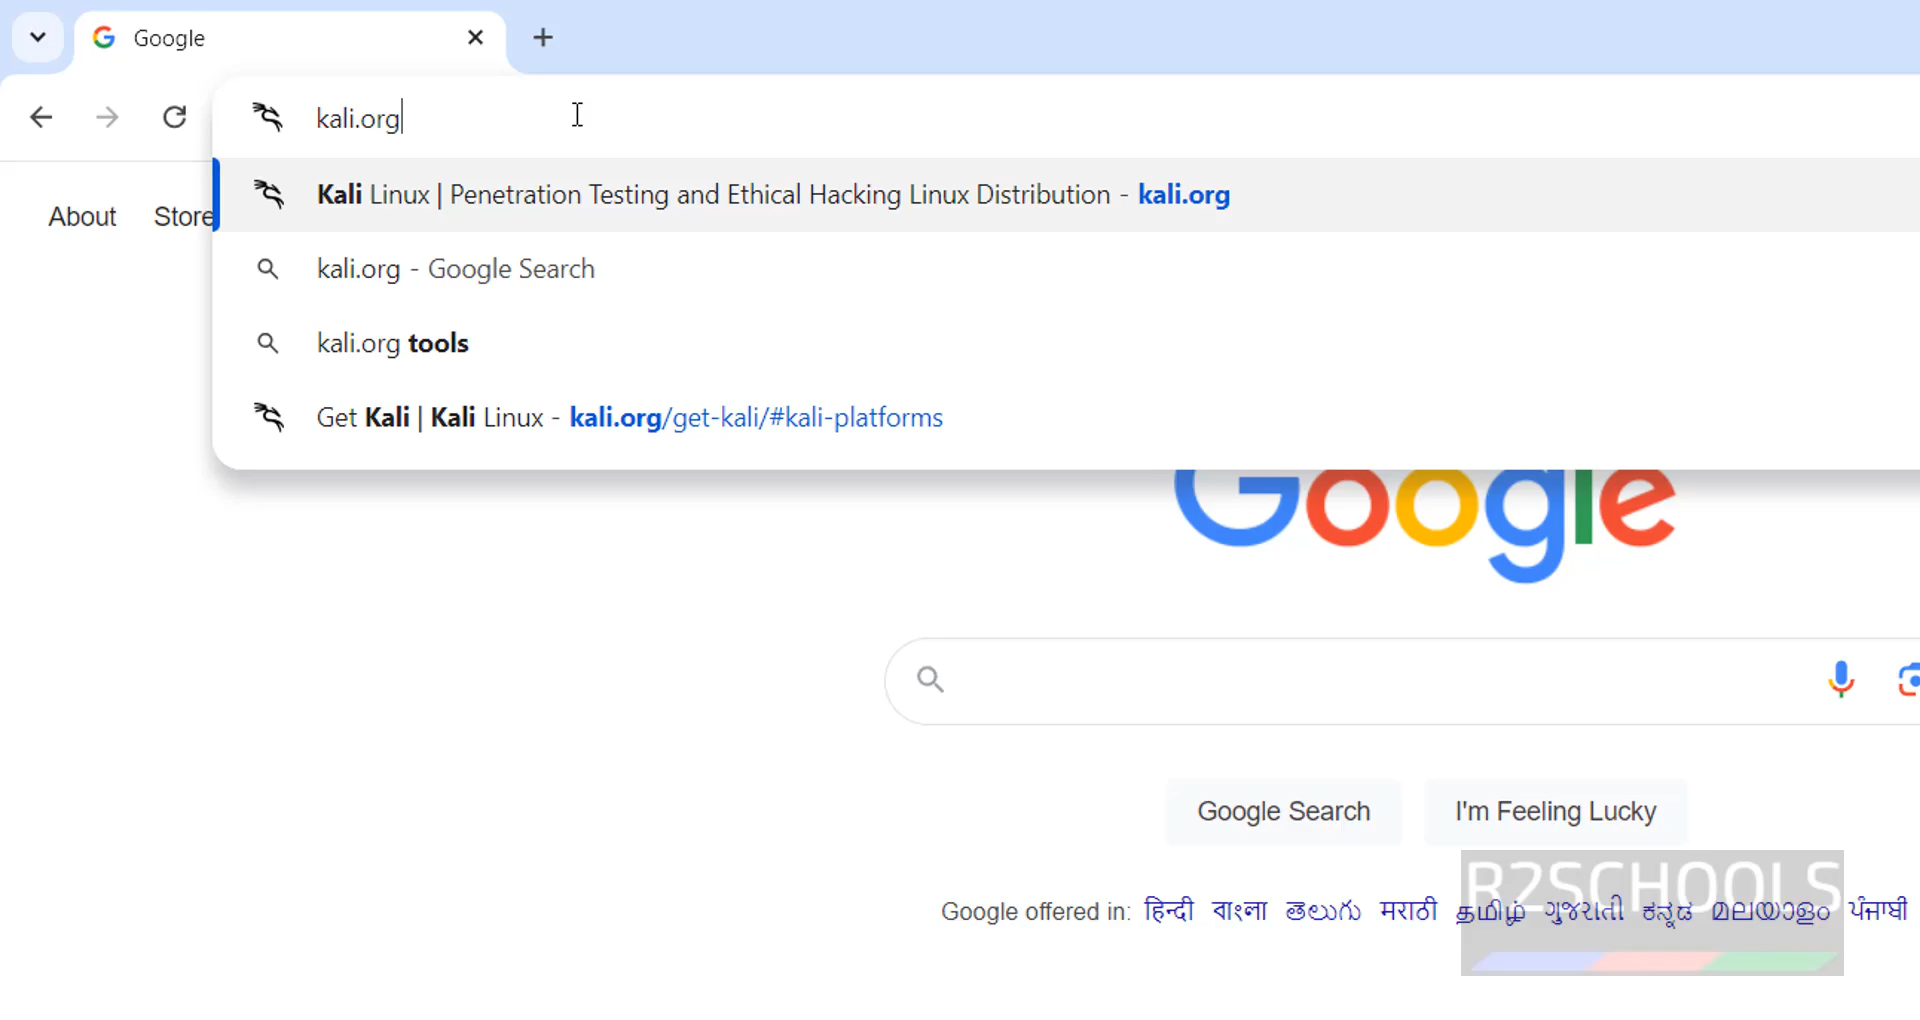 Google
kali.org
Kali Linux | Penetration Testing and Ethical Hacking Linux Distribution - kali.org
About Store
kali.org - Google Search
kali.org tools
Get Kali | Kali Linux - kali.org/get-kali/#kali-platforms
Google
Google Search I'm Feeling Lucky
R2SCHOOLS
Google offered in: हिन्दी বাংলা తెలుగు मराठी தமிழ் ગુજરાતી ಕನ್ನಡ മലയാളം ਪੰਜਾਬੀ